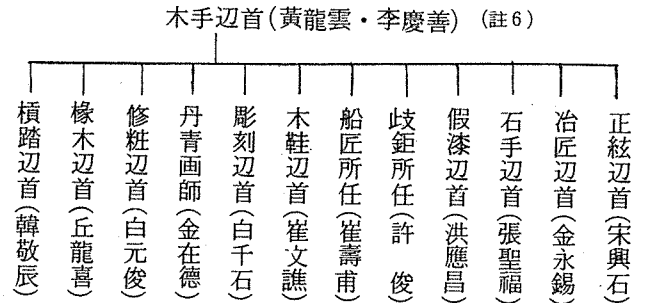 木手辺首(黃龍雲・李慶善) (註6)
正絃辺首(宋興石)
冶匠辺首(金永錫)
石手辺首(張聖福)
假漆辺首(洪應昌)
歧鉅所任(許 俊)
船匠所任(崔壽甫)
木鞋辺首(崔文譙)
彫刻辺首(白千石)
丹青画師(金在德)
修粧辺首(白元俊)
椽木辺首(丘龍喜)
槓踏辺首(韓敬辰)